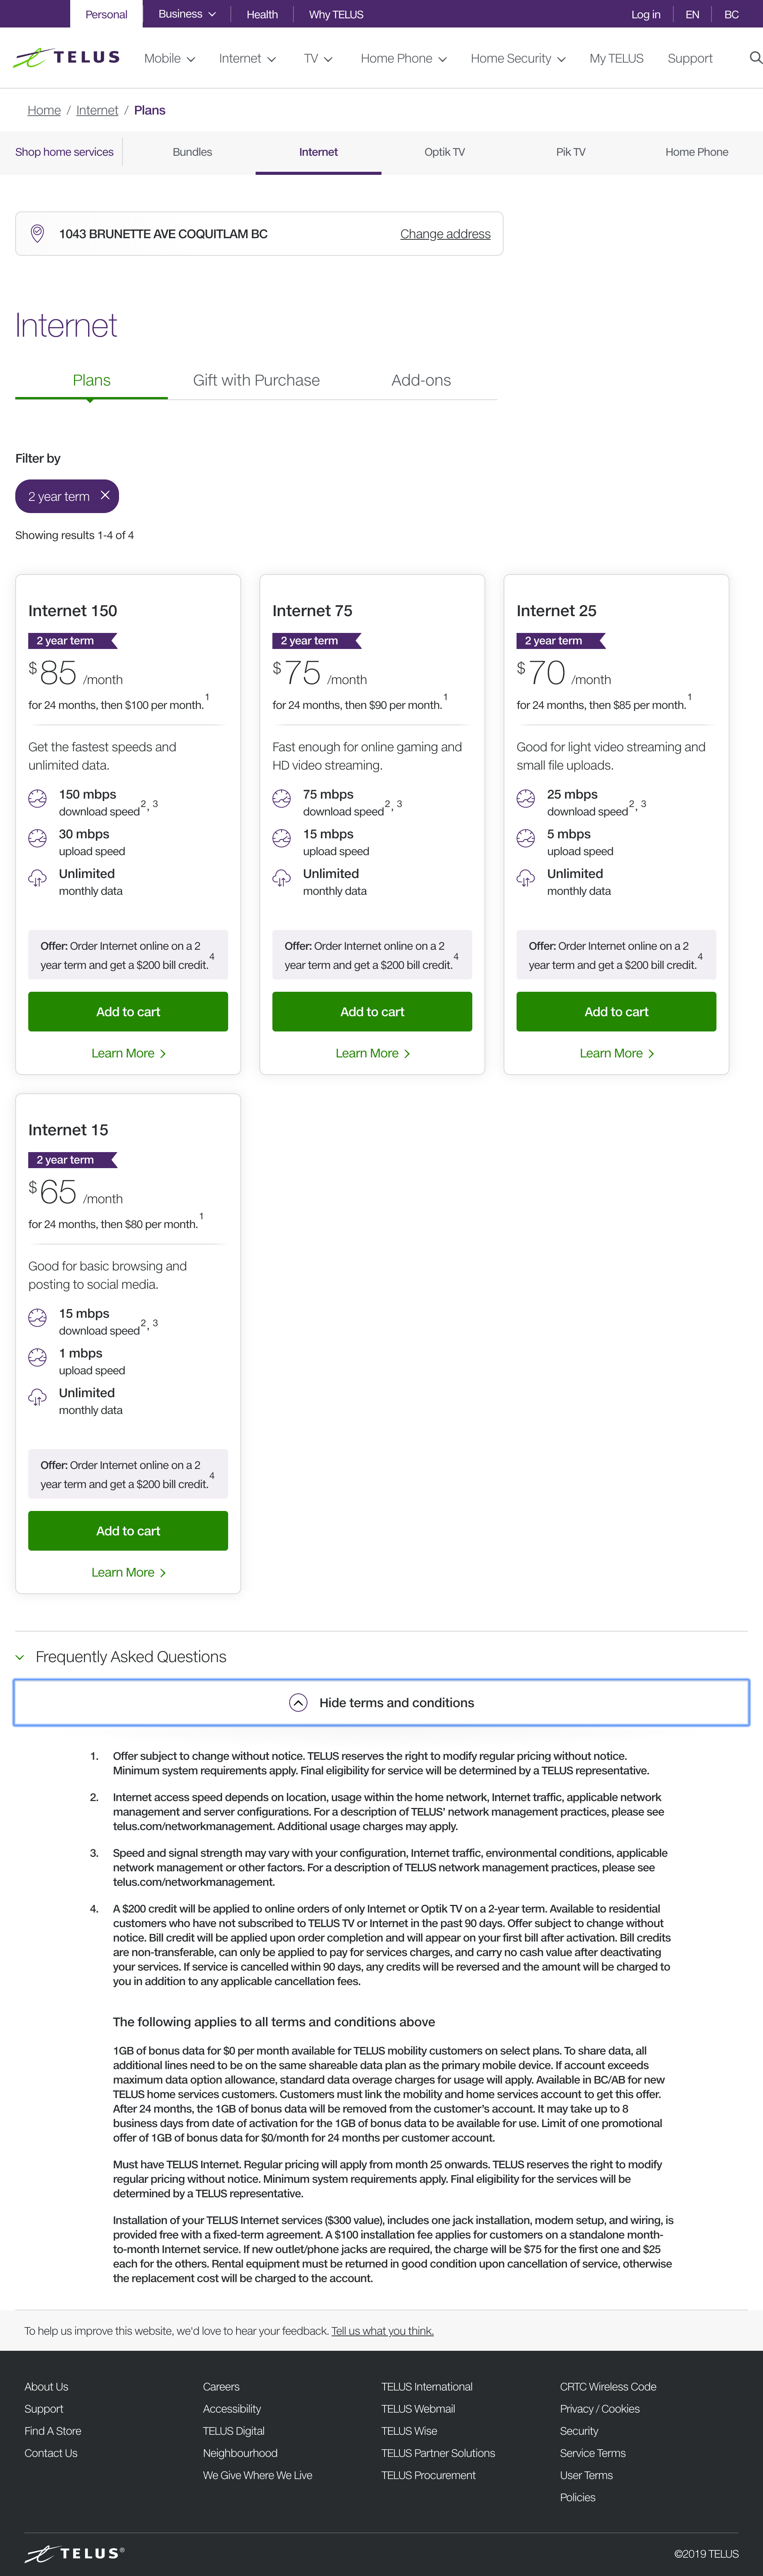 Personal Business Health Why TELUS Log in EN BC
TELUS Mobile Internet TV Home Phone Home Security My TELUS Support
Home / Internet / Plans
Shop home services Bundles Internet Optik TV Pik TV Home Phone
1043 BRUNETTE AVE COQUITLAM BC Change address
Internet
Plans Gift with Purchase Add-ons
Filter by
2 year term
Showing results 1-4 of 4
Internet 150
2 year term
$85 /month
for 24 months, then $100 per month.1
Get the fastest speeds and
unlimited data.
150 mbps
download speed2, 3
30 mbps
upload speed
Unlimited
monthly data
Offer: Order Internet online on a 2
year term and get a $200 bill credit.4
Add to cart
Learn More
Internet 75
2 year term
$75 /month
for 24 months, then $90 per month.1
Fast enough for online gaming and
HD video streaming.
75 mbps
download speed2, 3
15 mbps
upload speed
Unlimited
monthly data
Offer: Order Internet online on a 2
year term and get a $200 bill credit.4
Add to cart
Learn More
Internet 25
2 year term
$70 /month
for 24 months, then $85 per month.1
Good for light video streaming and
small file uploads.
25 mbps
download speed2, 3
5 mbps
upload speed
Unlimited
monthly data
Offer: Order Internet online on a 2
year term and get a $200 bill credit.4
Add to cart
Learn More
Internet 15
2 year term
$65 /month
for 24 months, then $80 per month.1
Good for basic browsing and
posting to social media.
15 mbps
download speed2, 3
1 mbps
upload speed
Unlimited
monthly data
Offer: Order Internet online on a 2
year term and get a $200 bill credit.4
Add to cart
Learn More
Frequently Asked Questions
Hide terms and conditions
1. Offer subject to change without notice. TELUS reserves the right to modify regular pricing without notice.
Minimum system requirements apply. Final eligibility for service will be determined by a TELUS representative.
2. Internet access speed depends on location, usage within the home network, Internet traffic, applicable network
management and server configurations. For a description of TELUS' network management practices, please see
telus.com/networkmanagement. Additional usage charges may apply.
3. Speed and signal strength may vary with your configuration, Internet traffic, environmental conditions, applicable
network management or other factors. For a description of TELUS network management practices, please see
telus.com/networkmanagement.
4. A $200 credit will be applied to online orders of only Internet or Optik TV on a 2-year term. Available to residential
customers who have not subscribed to TELUS TV or Internet in the past 90 days. Offer subject to change without
notice. Bill credit will be applied upon order completion and will appear on your first bill after activation. Bill credits
are non-transferable, can only be applied to pay for services charges, and carry no cash value after deactivating
your services. If service is cancelled within 90 days, any credits will be reversed and the amount will be charged to
you in addition to any applicable cancellation fees.
The following applies to all terms and conditions above
1GB of bonus data for $0 per month available for TELUS mobility customers on select plans. To share data, all
additional lines need to be on the same shareable data plan as the primary mobile device. If account exceeds
maximum data option allowance, standard data overage charges for usage will apply. Available in BC/AB for new
TELUS home services customers. Customers must link the mobility and home services account to get this offer.
After 24 months, the 1GB of bonus data will be removed from the customer's account. It may take up to 8
business days from date of activation for the 1GB of bonus data to be available for use. Limit of one promotional
offer of 1GB of bonus data for $0/month for 24 months per customer account.
Must have TELUS Internet. Regular pricing will apply from month 25 onwards. TELUS reserves the right to modify
regular pricing without notice. Minimum system requirements apply. Final eligibility for the services will be
determined by a TELUS representative.
Installation of your TELUS Internet services ($300 value), includes one jack installation, modem setup, and wiring, is
provided free with a fixed-term agreement. A $100 installation fee applies for customers on a standalone month-
to-month Internet service. If new outlet/phone jacks are required, the charge will be $75 for the first one and $25
each for the others. Rental equipment must be returned in good condition upon cancellation of service, otherwise
the replacement cost will be charged to the account.
To help us improve this website, we'd love to hear your feedback. Tell us what you think.
About Us Careers TELUS International CRTC Wireless Code
Support Accessibility TELUS Webmail Privacy / Cookies
Find A Store TELUS Digital TELUS Wise Security
Contact Us Neighbourhood TELUS Partner Solutions Service Terms
We Give Where We Live TELUS Procurement User Terms
Policies
TELUS® ©2019 TELUS